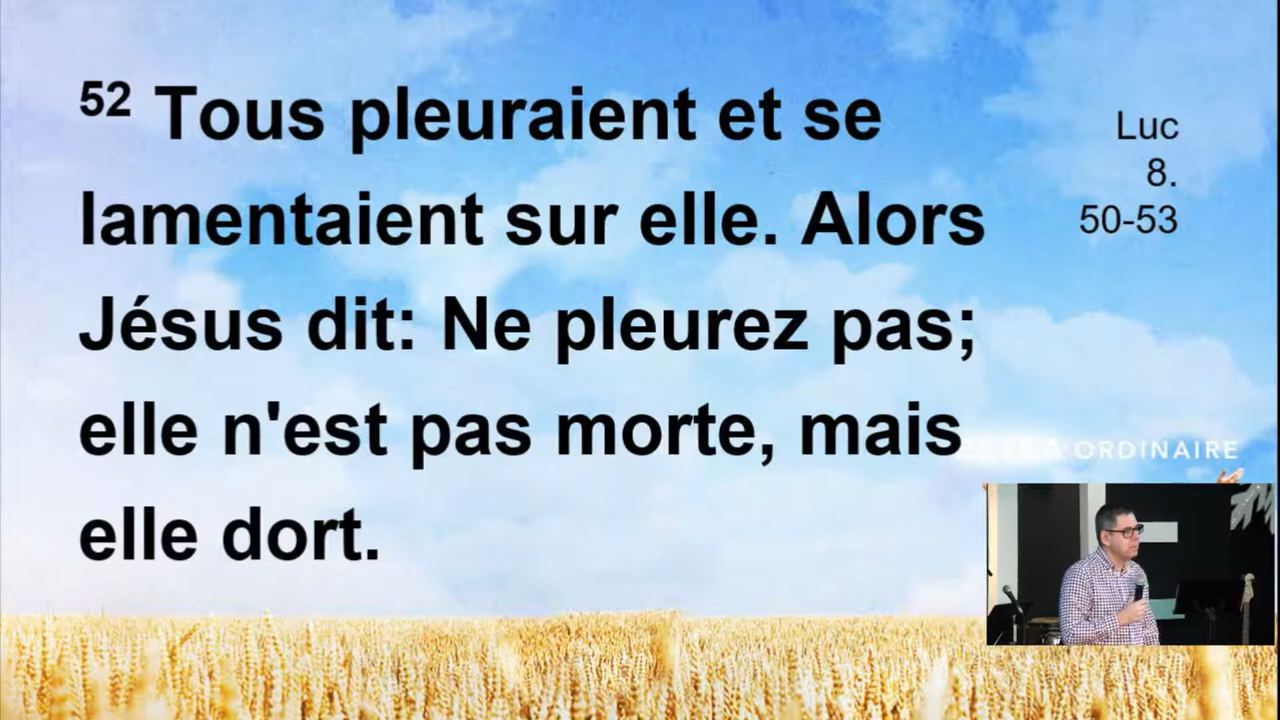 52 Tous pleuraient et se
lamentaient sur elle. Alors
Jésus dit: Ne pleurez pas;
elle n'est pas morte, mais
elle dort.
Luc
8.
50-53
ORDINAIRE